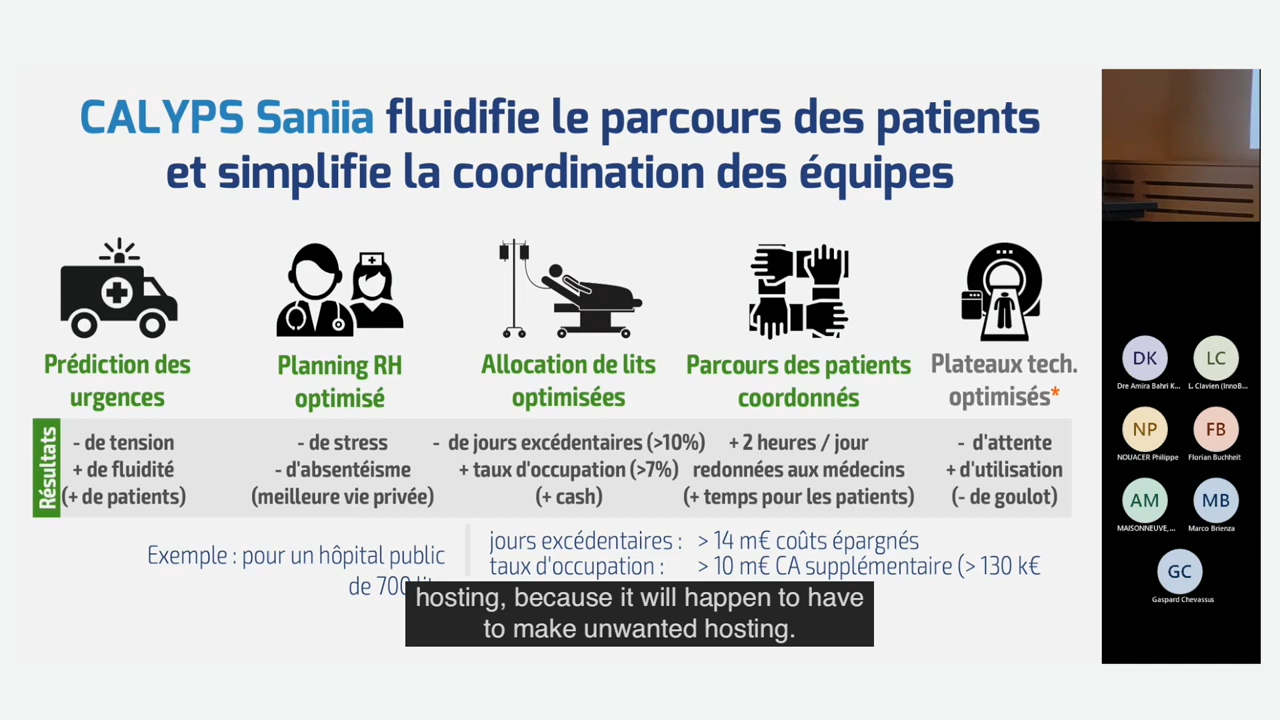 CALYPS Saniia fluidifie le parcours des patients
et simplifie la coordination des équipes
Prédiction des
urgences
Planning RH
optimisé
Allocation de lits
optimisées
Parcours des patients
coordonnés
Plateaux tech.
optimisés*
Résultats
- de tension
+ de fluidité
(+ de patients)
- de stress
- d'absentéisme
(meilleure vie privée)
- de jours excédentaires (>10%)
+ taux d'occupation (>7%)
(+ cash)
+ 2 heures / jour
redonnées aux médecins
(+ temps pour les patients)
- d'attente
+ d'utilisation
(- de goulot)
Exemple : pour un hôpital public
de 700
jours excédentaires : > 14 m€ coûts épargnés
taux d'occupation : > 10 m€ CA supplémentaire (> 130 k€
hosting, because it will happen to have
to make unwanted hosting.
DK
Dre Amira Bahri K...
LC
L. Clavien (InnoB...
NP
NOUACER Philippe
FB
Florian Buchheit
AM
MAISONNEUVE,...
MB
Marco Brienza
GC
Gaspard Chevassus